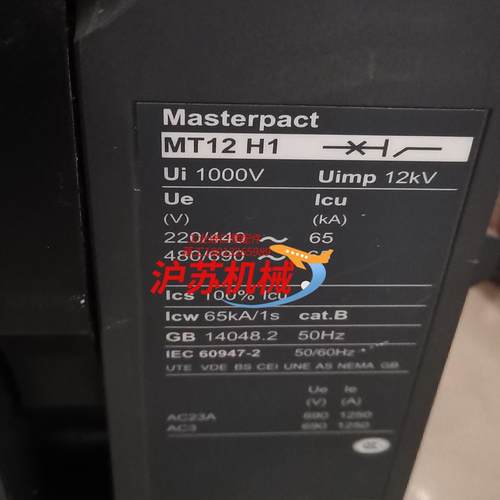 Masterpact
MT12 H1
Ui 1000V Uimp 12kV
Ue Icu
(V) (kA)
220/440 ~ 65
480/690 ~
沪苏机械
Ics 100% Icu
Icw 65kA/1s cat.B
GB 14048.2 50Hz
IEC 60947-2 50/60Hz
UTE VDE BS CEI UNE AS NEMA GB
Ue Ie
(V) (A)
AC23A 690 1250
AC3 690 1250